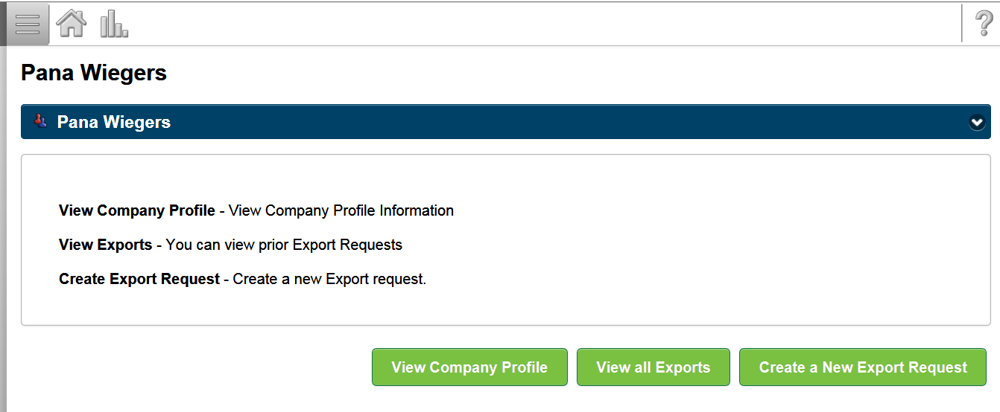 Pana Wiegers
Pana Wiegers
View Company Profile - View Company Profile Information
View Exports - You can view prior Export Requests
Create Export Request - Create a new Export request.
View Company Profile
View all Exports
Create a New Export Request